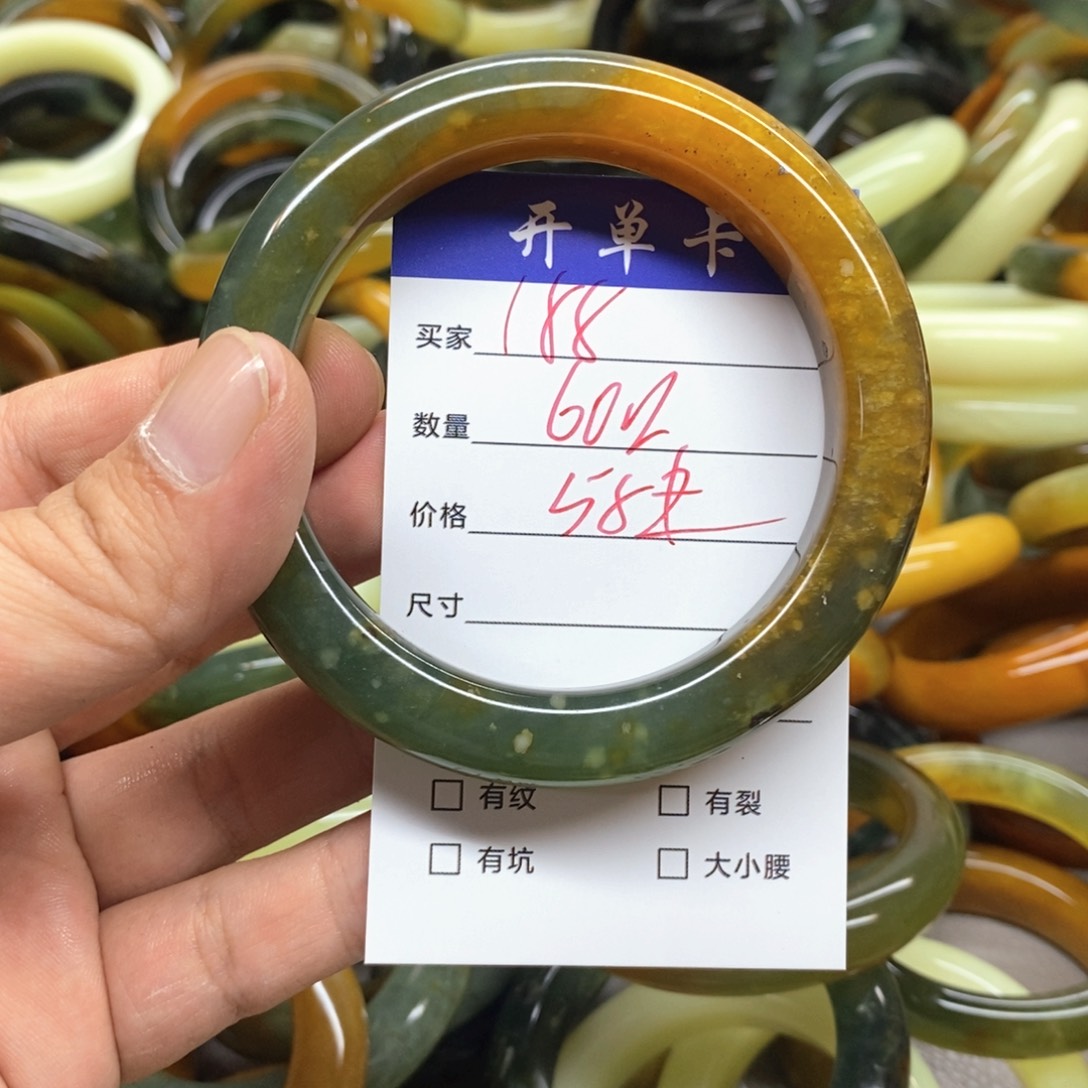 开单卡
买家 188
数量 60
价格 58
尺寸
有纹 有裂
有坑 大小腰